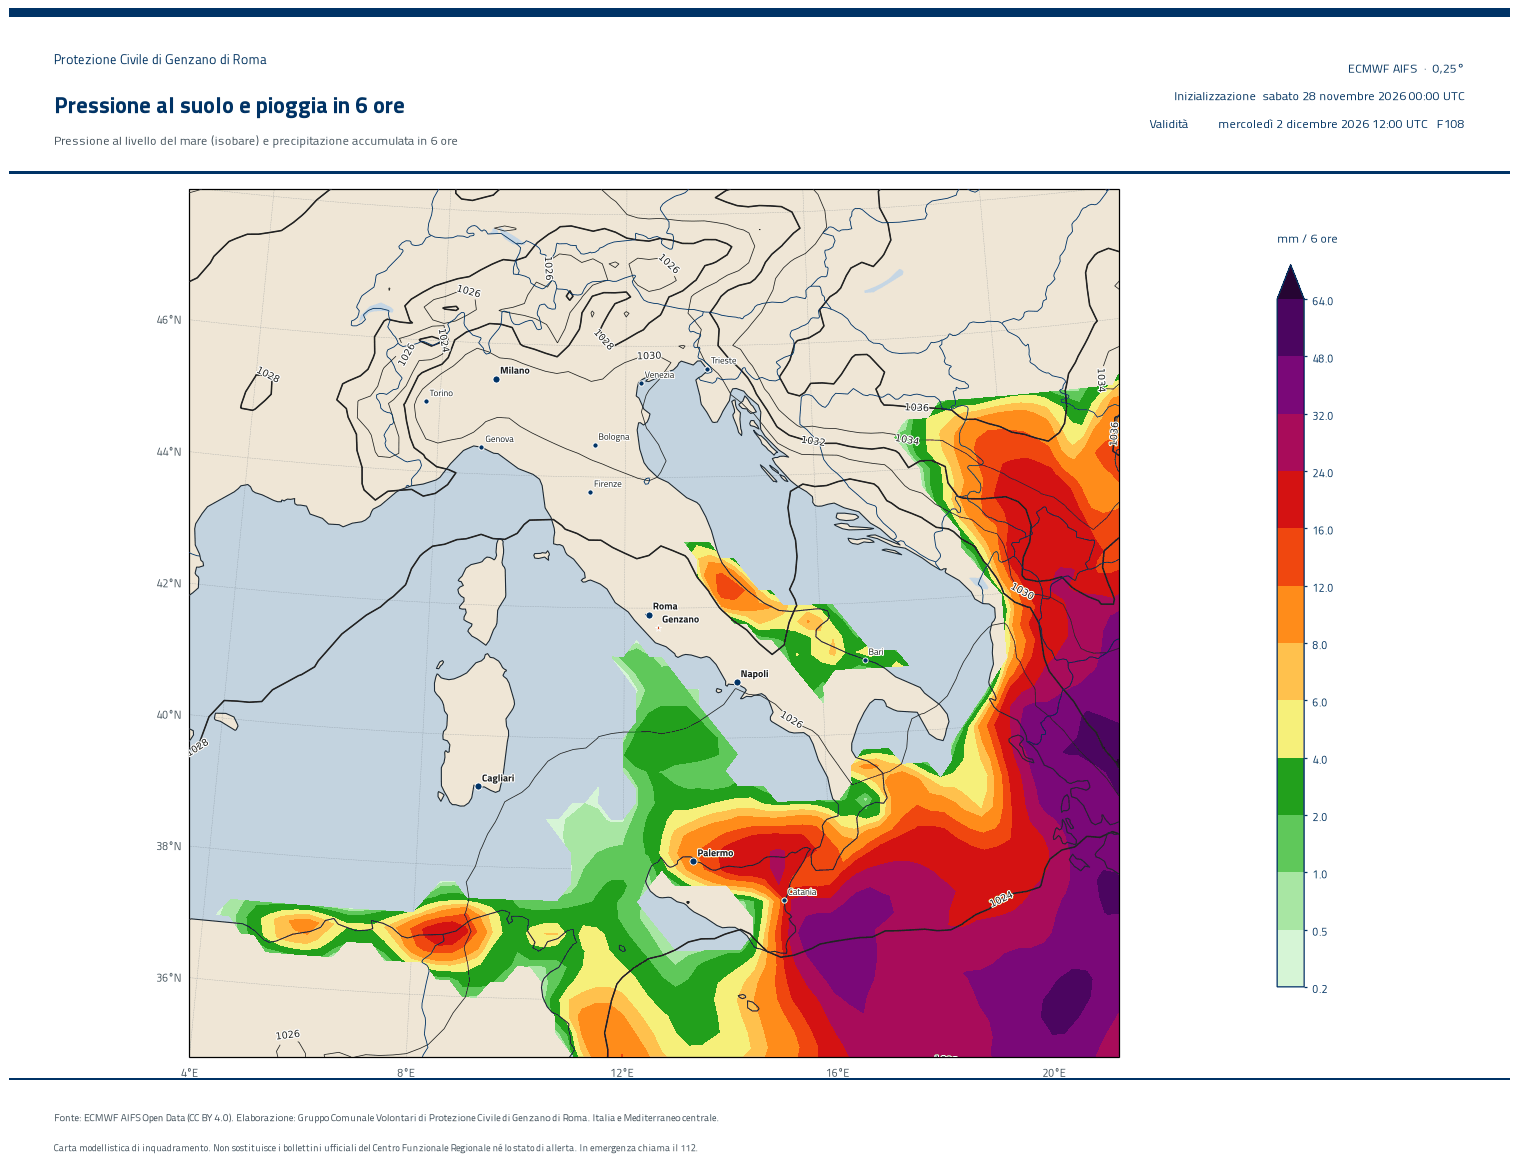 Protezione Civile di Genzano di Roma
Pressione al suolo e pioggia in 6 ore
Pressione al livello del mare (isobare) e precipitazione accumulata in 6 ore
ECMWF AIFS · 0,25°
Inizializzazione sabato 28 novembre 2026 00:00 UTC
Validità mercoledì 2 dicembre 2026 12:00 UTC F108
mm / 6 ore
64.0
48.0
32.0
24.0
16.0
12.0
8.0
6.0
4.0
2.0
1.0
0.5
0.2
46°N
44°N
42°N
40°N
38°N
36°N
4°E
8°E
12°E
16°E
20°E
1026
1026
1026
1024
1026
1028
1028
1030
1034
1036
1036
1034
1032
1030
1028
1026
1024
1026
Milano
Torino
Venezia
Trieste
Genova
Bologna
Firenze
Roma
Genzano
Napoli
Bari
Cagliari
Palermo
Catania
Fonte: ECMWF AIFS Open Data (CC BY 4.0). Elaborazione: Gruppo Comunale Volontari di Protezione Civile di Genzano di Roma. Italia e Mediterraneo centrale.
Carta modellistica di inquadramento. Non sostituisce i bollettini ufficiali del Centro Funzionale Regionale né lo stato di allerta. In emergenza chiama il 112.